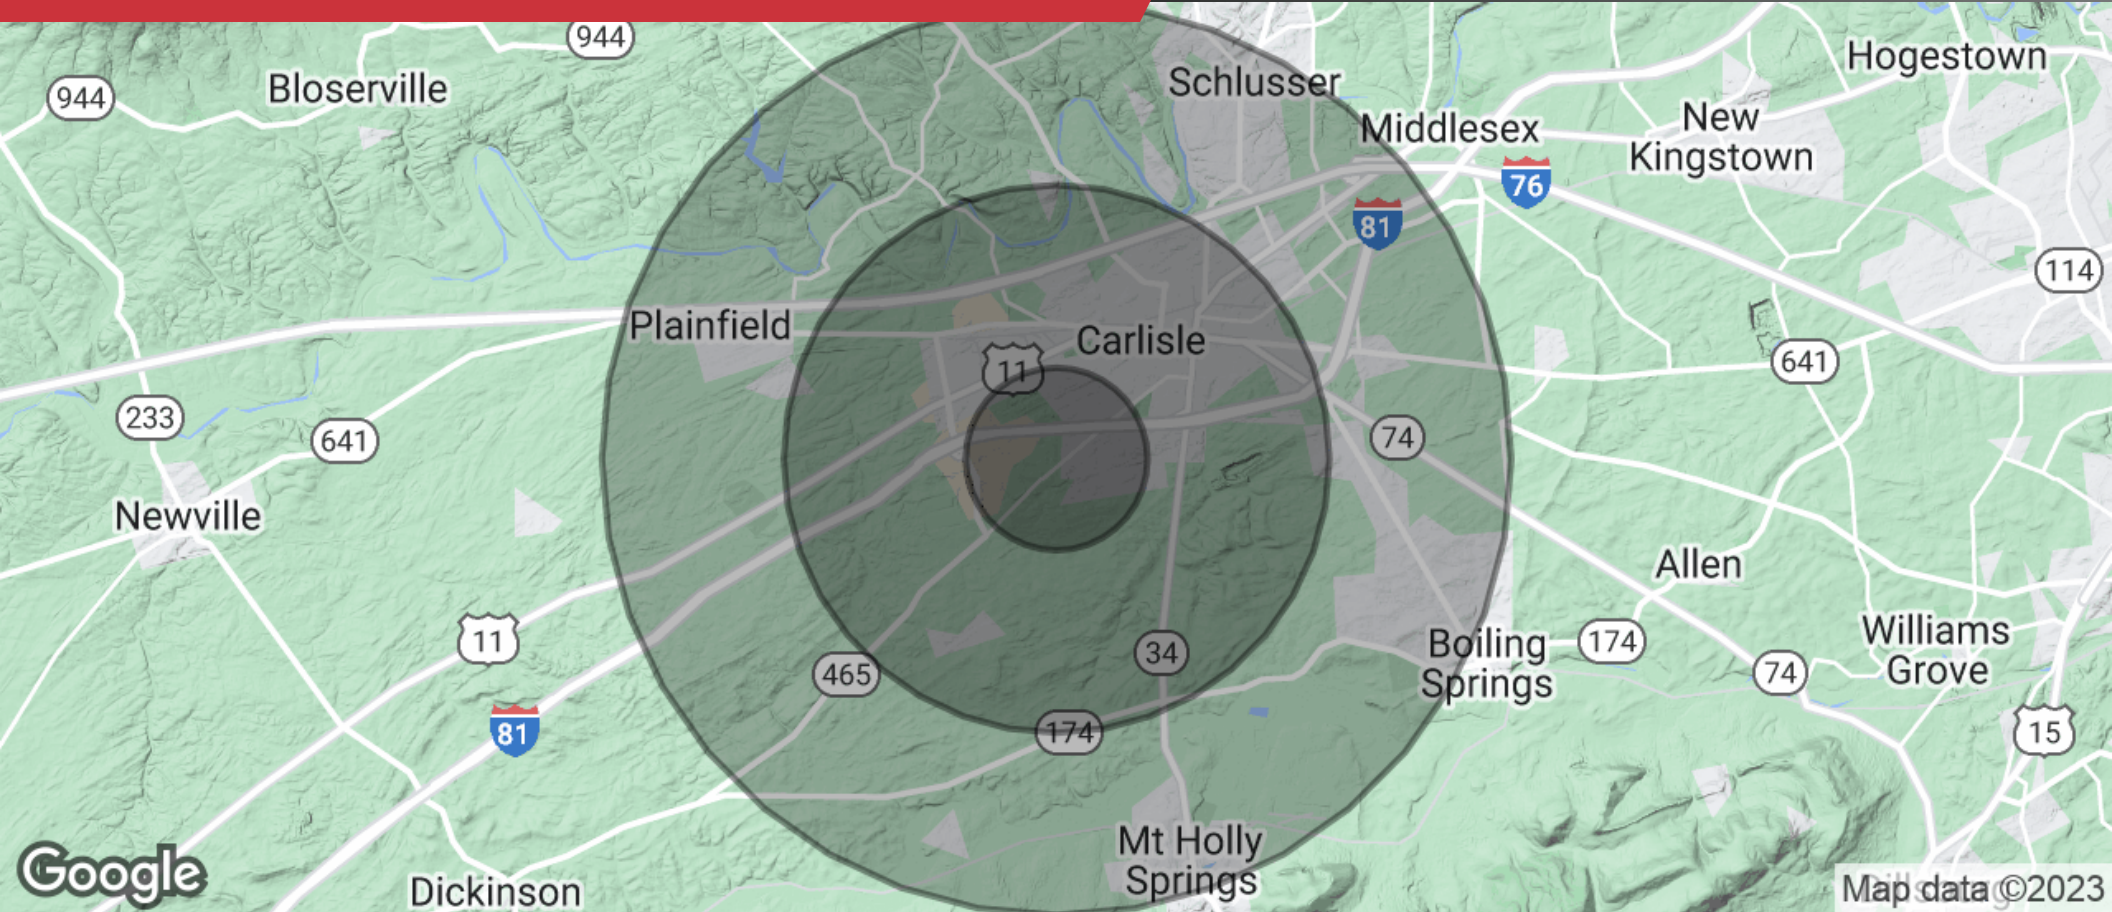 944
Hogestown
Schlusser
Bloserville
944
New
Kingstown
Middlesex
76
81
114
Plainfield
Carlisle
641
11
233
641
74
Newville
Allen
Williams
Grove
11
174
Boiling
Springs
34
465
74
81
174
15
Mt Holly
Springs
Google
Dickinson
Map data ©2023